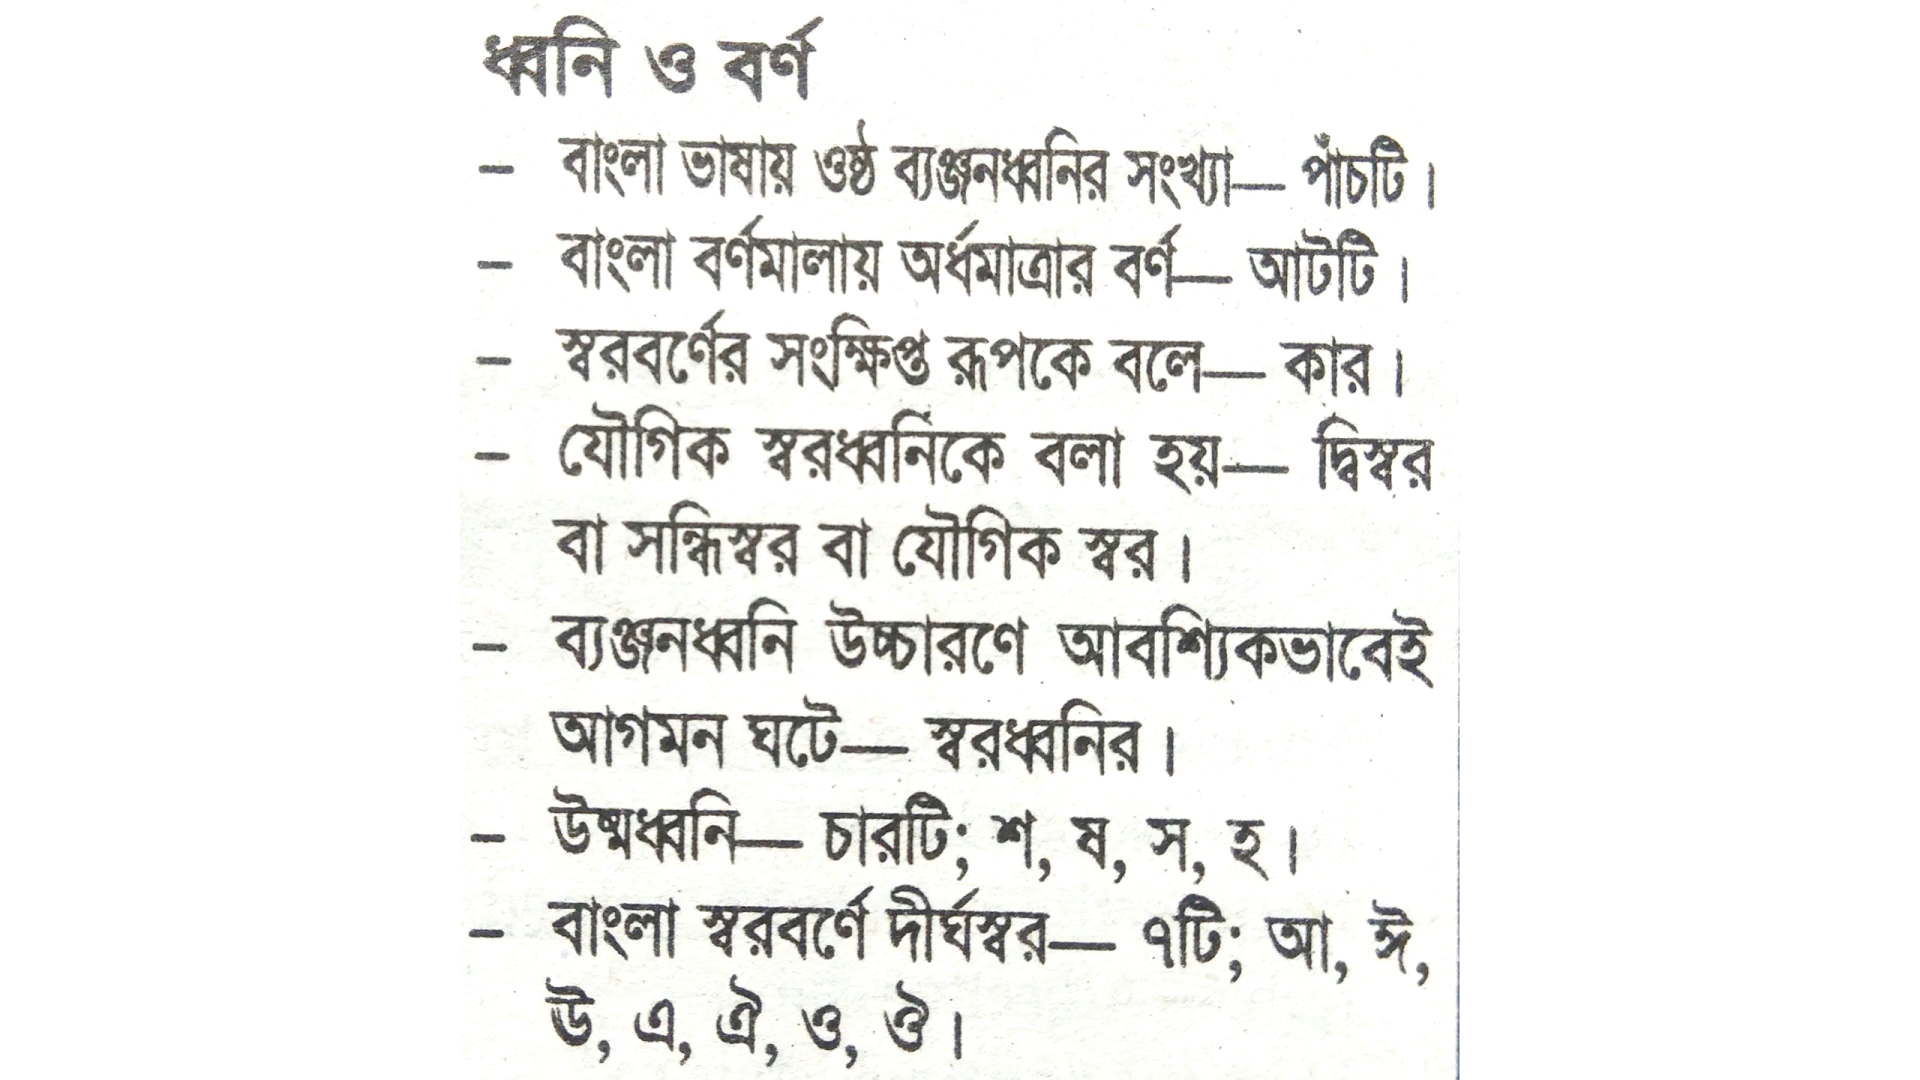 ধ্বনি ও বর্ণ
– বাংলা ভাষায় ওষ্ঠ ব্যঞ্জনধ্বনির সংখ্যা— পাঁচটি।
– বাংলা বর্ণমালায় অর্ধমাত্রার বর্ণ— আটটি।
– স্বরবর্ণের সংক্ষিপ্ত রূপকে বলে— কার।
– যৌগিক স্বরধ্বনিকে বলা হয়— দ্বিস্বর
বা সন্ধিস্বর বা যৌগিক স্বর।
– ব্যঞ্জনধ্বনি উচ্চারণে আবশ্যিকভাবেই
আগমন ঘটে— স্বরধ্বনির।
– উষ্মধ্বনি— চারটি; শ, ষ, স, হ।
– বাংলা স্বরবর্ণে দীর্ঘস্বর— ৭টি; আ, ঈ,
ঊ, এ, ঐ, ও, ঔ।